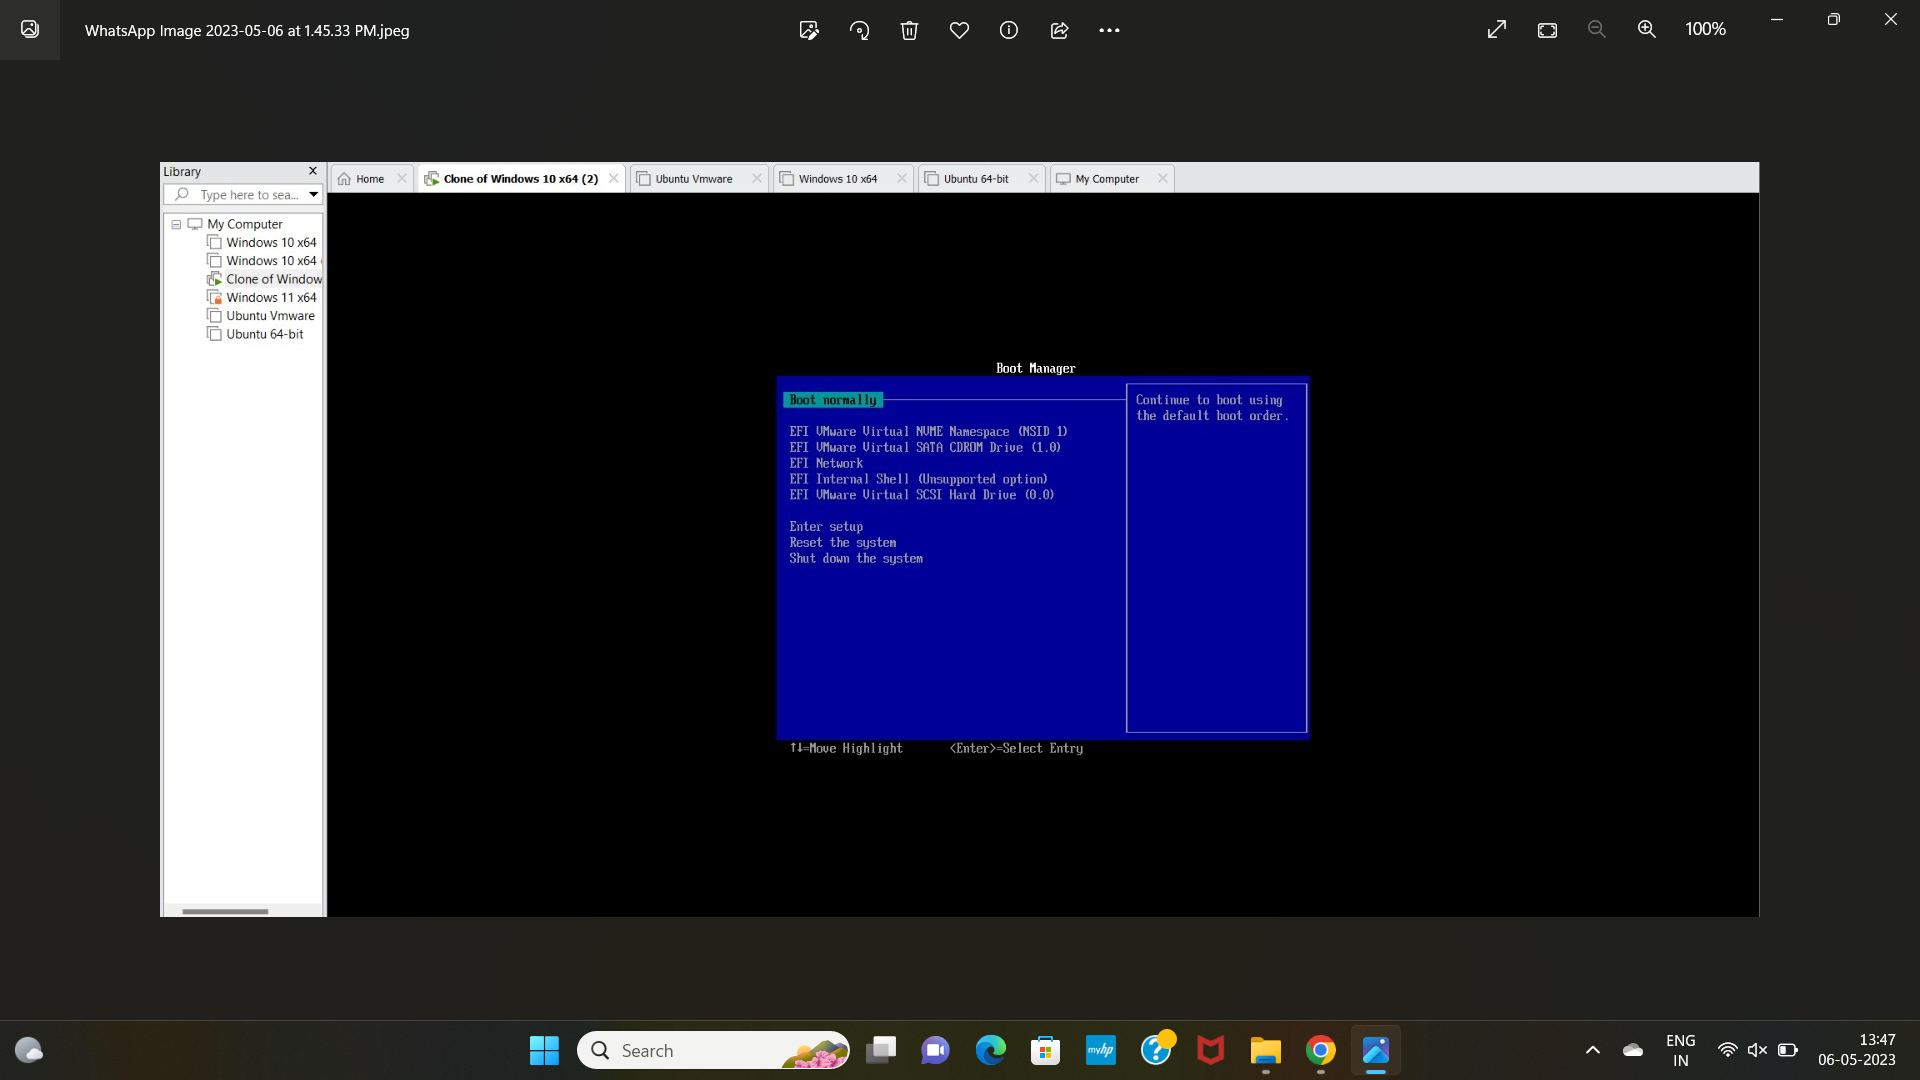 WhatsApp Image 2023-05-06 at 1.45.33 PM.jpeg
100%
Library
Home
Clone of Windows 10 x64 (2)
Ubuntu Vmware
Windows 10 x64
Ubuntu 64-bit
My Computer
Type here to sea...
My Computer
Windows 10 x64
Windows 10 x64
Clone of Window
Windows 11 x64
Ubuntu Vmware
Ubuntu 64-bit
Boot Manager
Boot normally
EFI VMware Virtual NVME Namespace (NSID 1)
EFI VMware Virtual SATA CDROM Drive (1.0)
EFI Network
EFI Internal Shell (Unsupported option)
EFI VMware Virtual SCSI Hard Drive (0.0)
Enter setup
Reset the system
Shut down the system
Continue to boot using
the default boot order.
↑↓=Move Highlight
<Enter>=Select Entry
Search
myhp
ENG
IN
13:47
06-05-2023